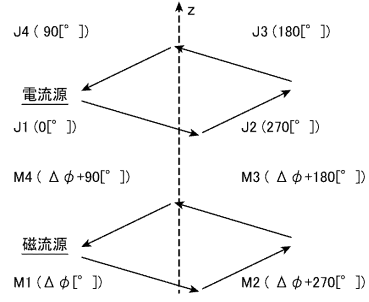 z
J4 ( 90[°])
J3 (180[°])
電流源
J1 (0[°])
J2 (270[°])
M4 ( Δφ+90[°])
M3 ( Δφ+180[°])
磁流源
M1 ( Δφ[°])
M2 ( Δφ+270[°])